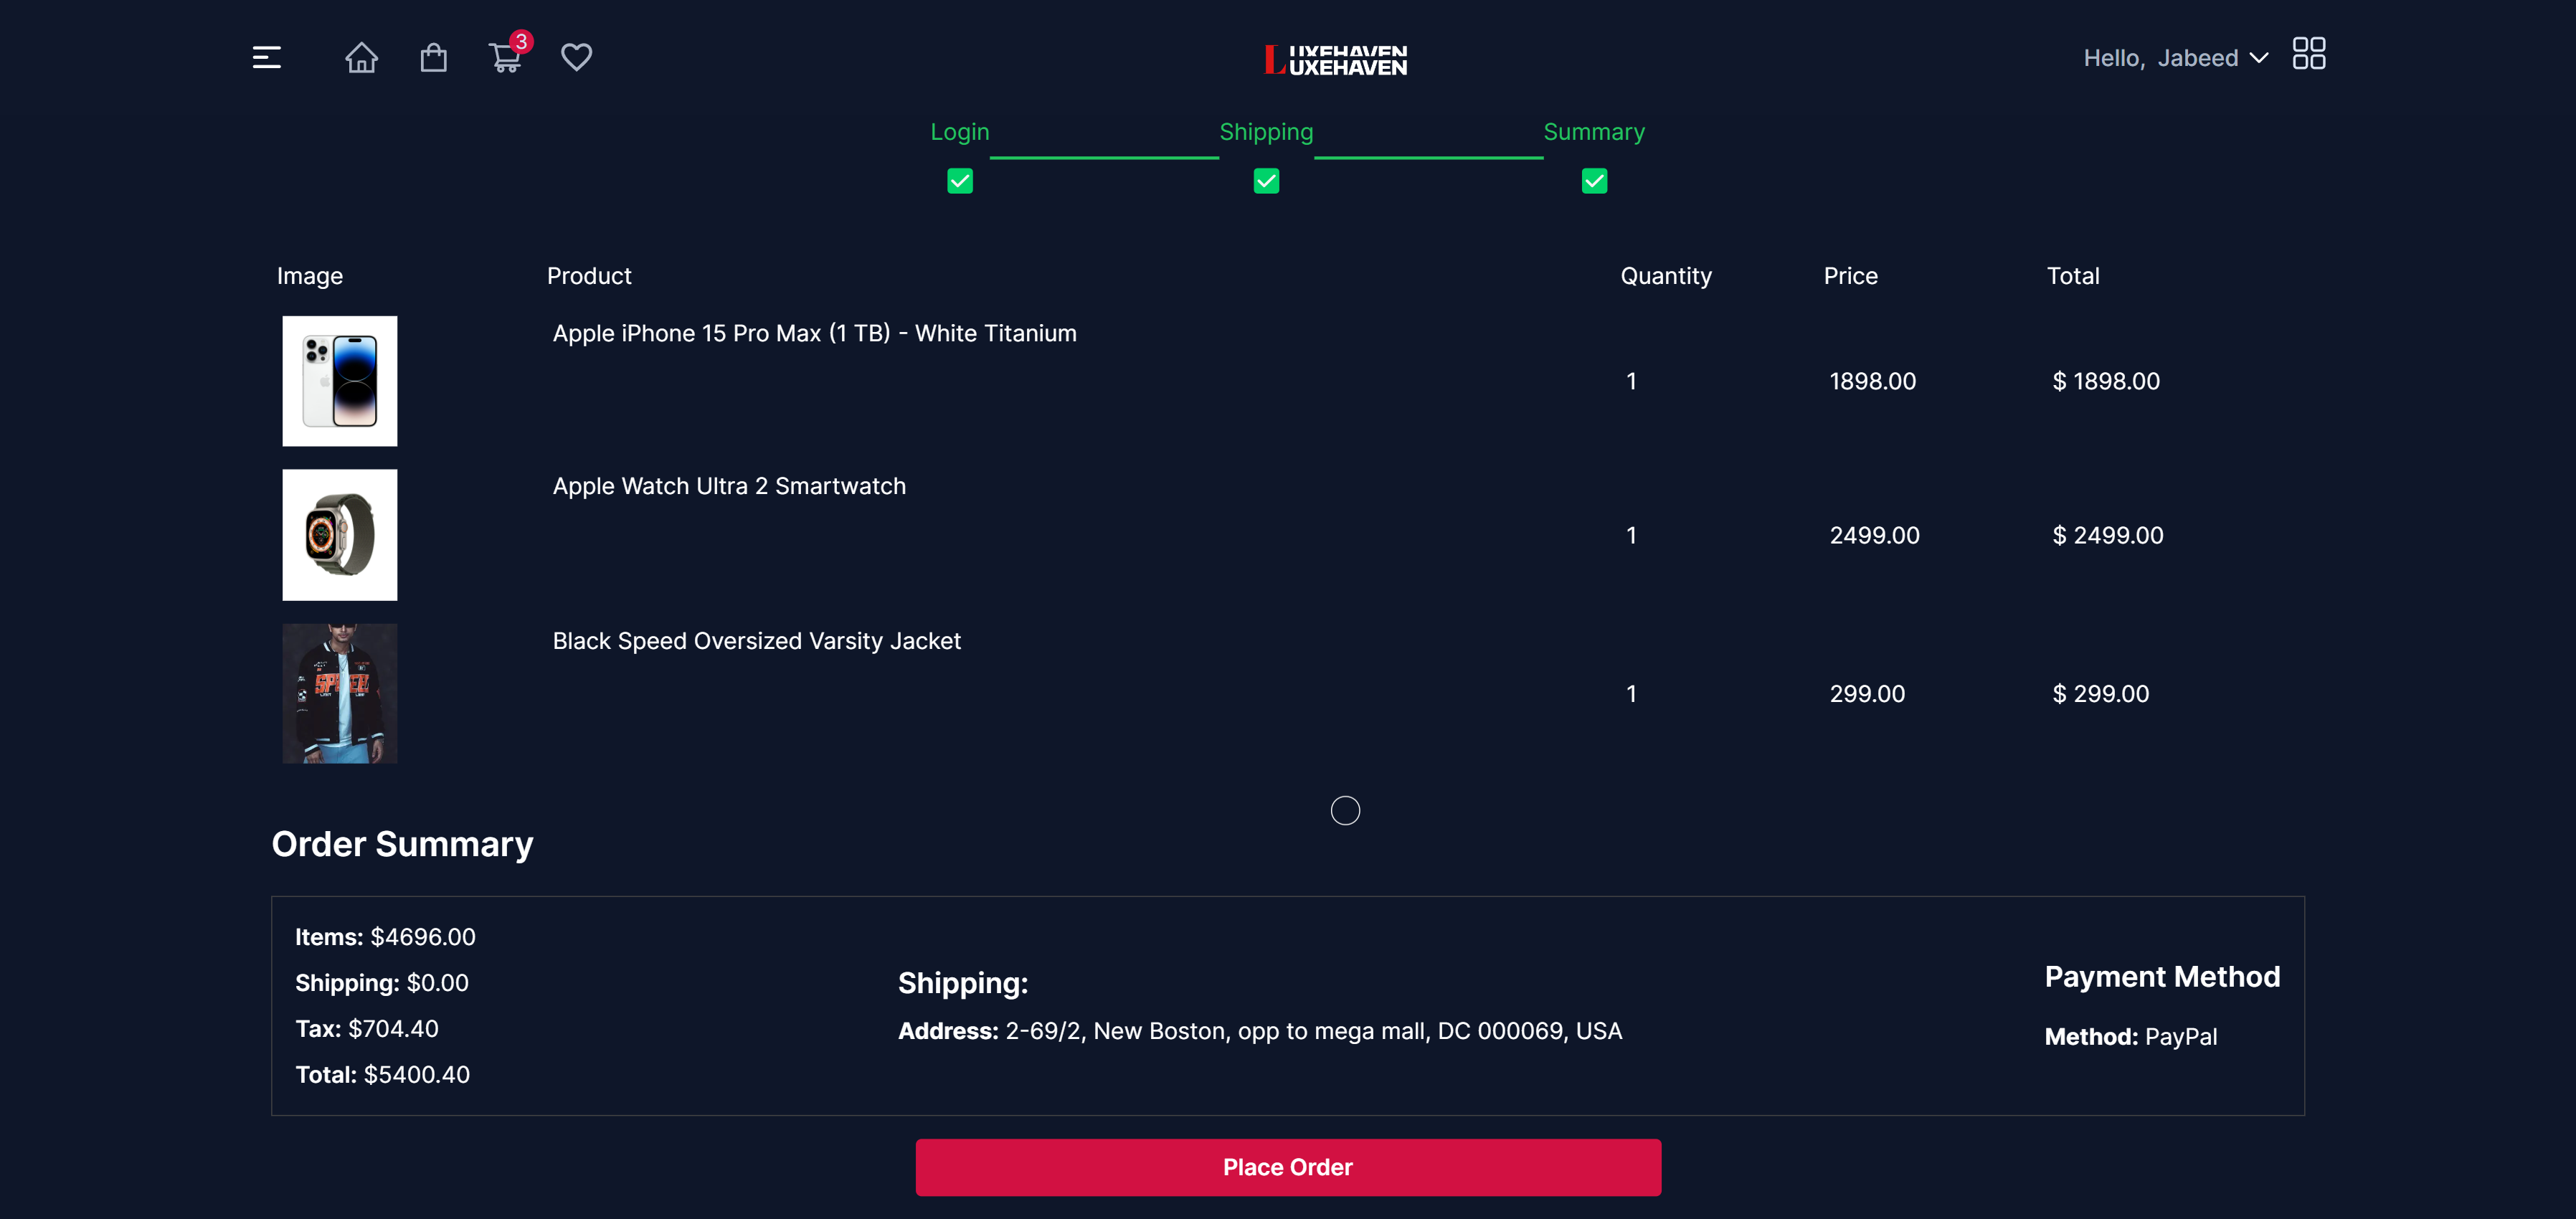 3
LUXEHAVEN
UXEHAVEN
Hello, Jabeed
Login
Shipping
Summary
Image Product Quantity Price Total
Apple iPhone 15 Pro Max (1 TB) - White Titanium
1 1898.00 $ 1898.00
Apple Watch Ultra 2 Smartwatch
1 2499.00 $ 2499.00
Black Speed Oversized Varsity Jacket
SPEED
1 299.00 $ 299.00
Order Summary
Items: $4696.00
Shipping: $0.00
Tax: $704.40
Total: $5400.40
Shipping:
Address: 2-69/2, New Boston, opp to mega mall, DC 000069, USA
Payment Method
Method: PayPal
Place Order